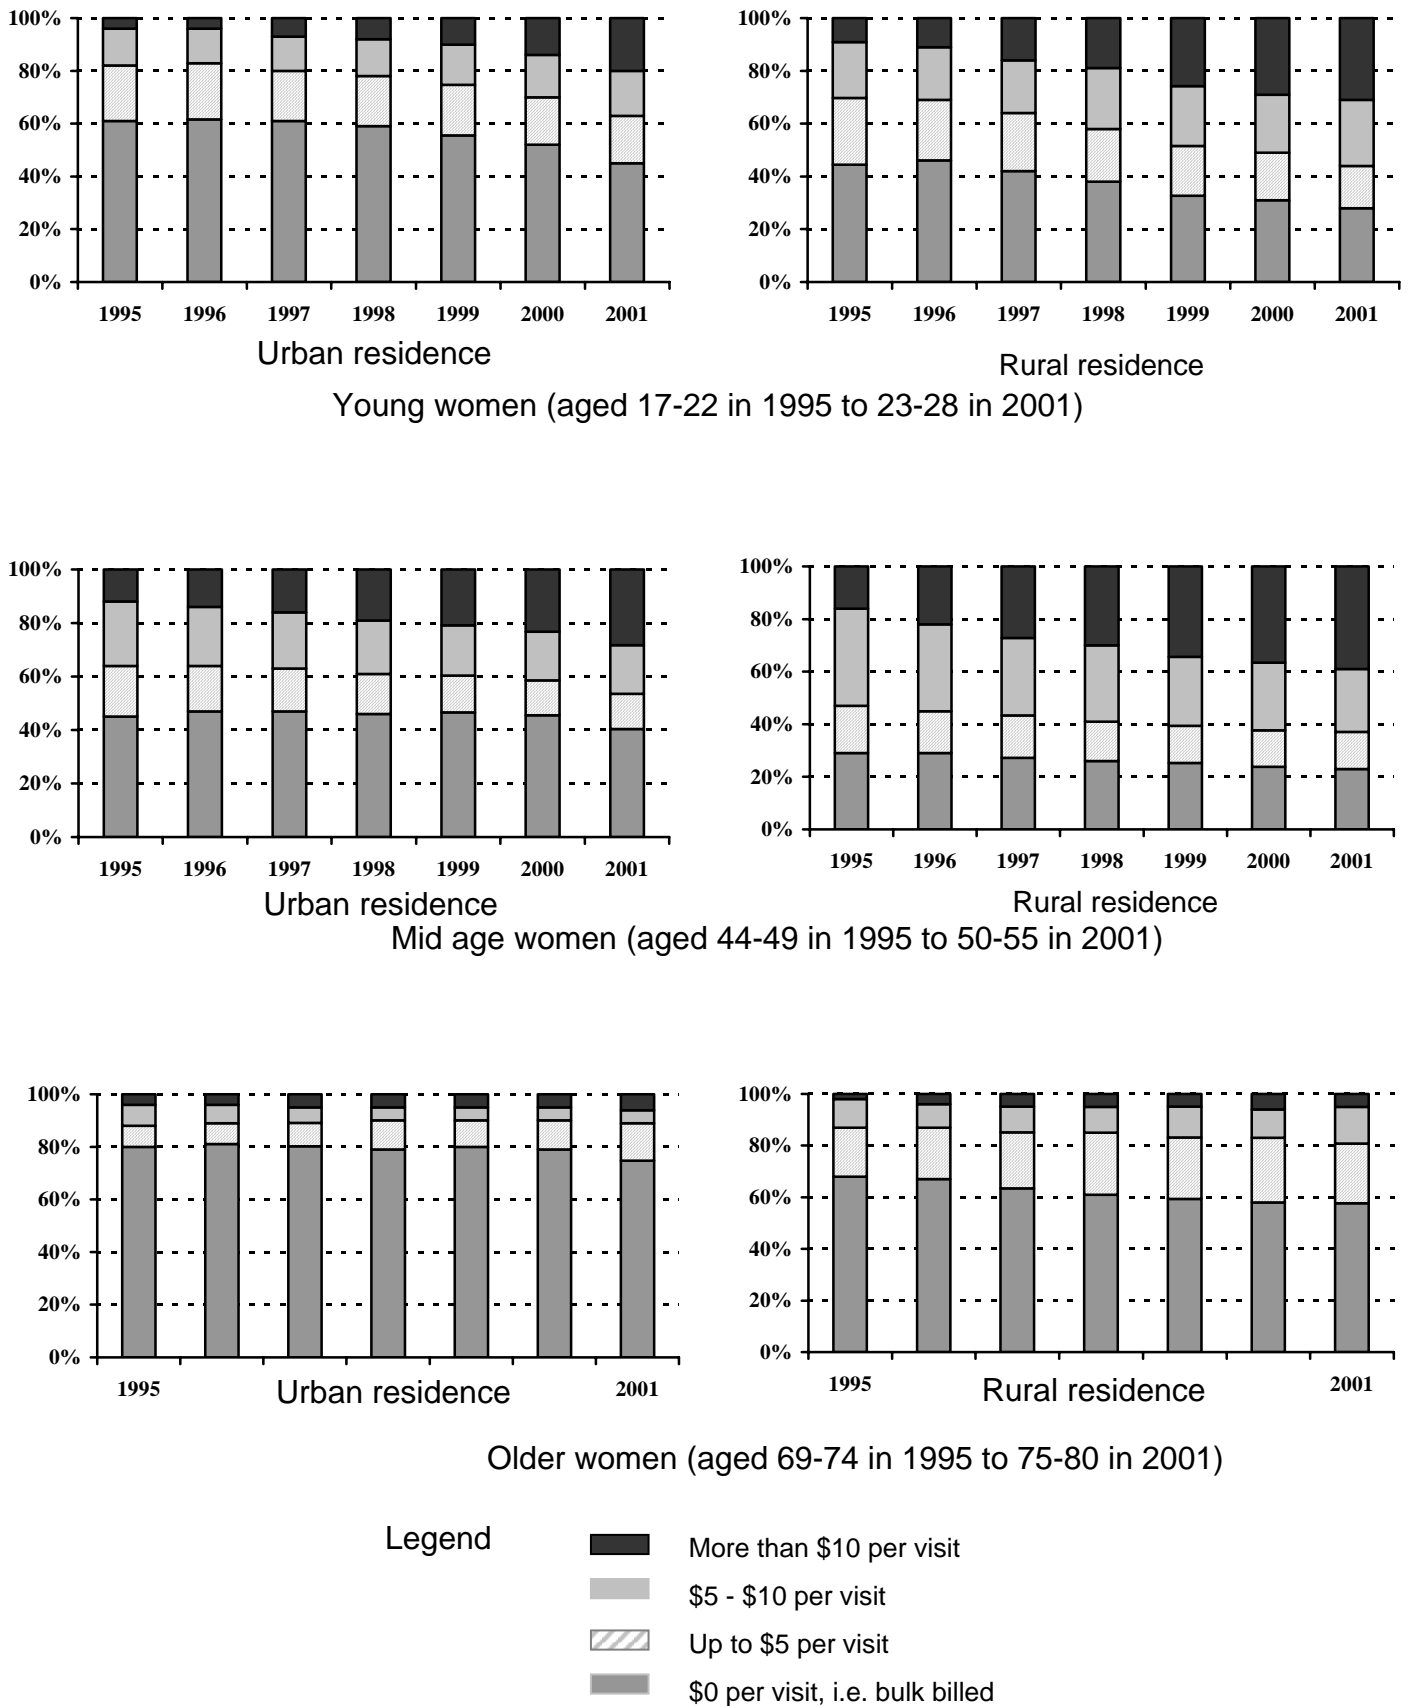 100%
80%
60%
40%
20%
0%
1995 1996 1997 1998 1999 2000 2001
Urban residence
100%
80%
60%
40%
20%
0%
1995 1996 1997 1998 1999 2000 2001
Rural residence
Young women (aged 17-22 in 1995 to 23-28 in 2001)
100%
80%
60%
40%
20%
0%
1995 1996 1997 1998 1999 2000 2001
Urban residence
100%
80%
60%
40%
20%
0%
1995 1996 1997 1998 1999 2000 2001
Rural residence
Mid age women (aged 44-49 in 1995 to 50-55 in 2001)
100%
80%
60%
40%
20%
0%
1995 Urban residence 2001
100%
80%
60%
40%
20%
0%
1995 Rural residence 2001
Older women (aged 69-74 in 1995 to 75-80 in 2001)
Legend
More than $10 per visit
$5 - $10 per visit
Up to $5 per visit
$0 per visit, i.e. bulk billed